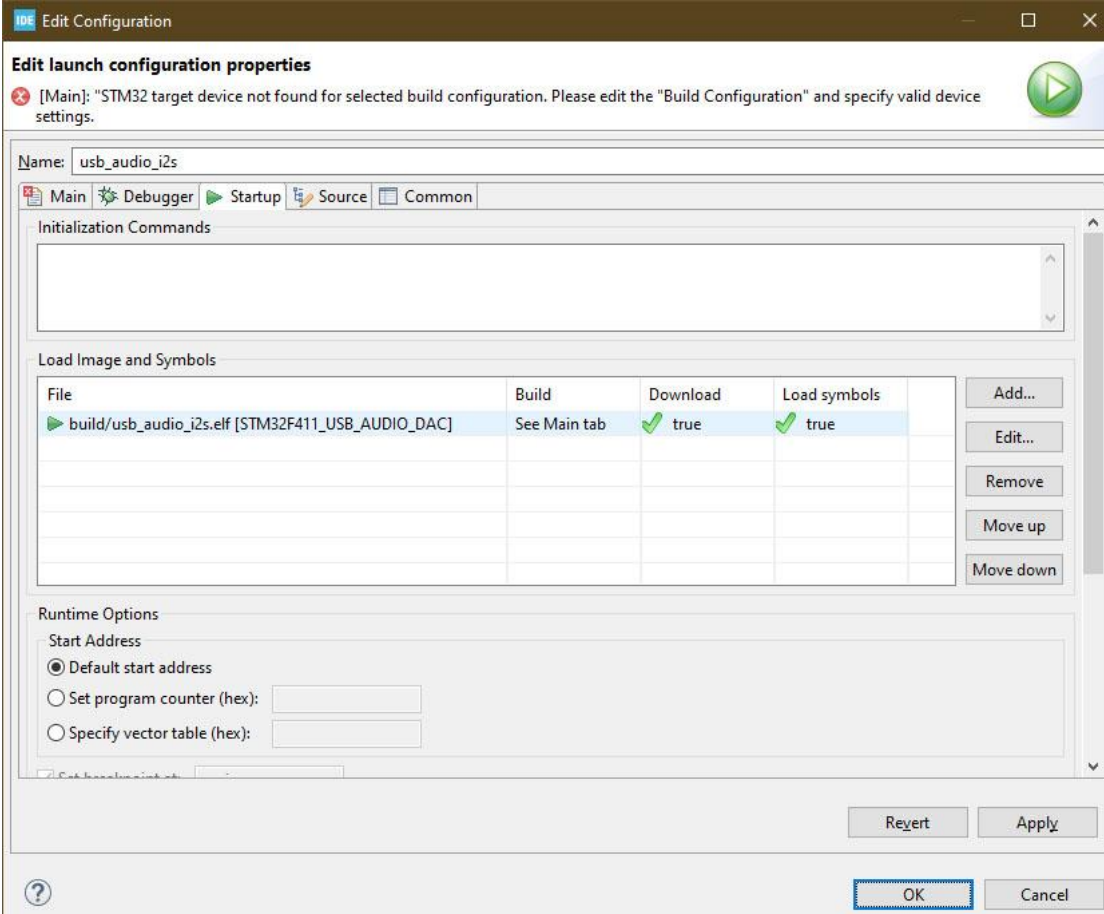 IDE Edit Configuration
Edit launch configuration properties
[Main]: "STM32 target device not found for selected build configuration. Please edit the "Build Configuration" and specify valid device
settings.
Name: usb_audio_i2s
Main Debugger Startup Source Common
Initialization Commands
Load Image and Symbols
File Build Download Load symbols
build/usb_audio_i2s.elf [STM32F411_USB_AUDIO_DAC] See Main tab true true
Add...
Edit...
Remove
Move up
Move down
Runtime Options
Start Address
Default start address
Set program counter (hex):
Specify vector table (hex):
Set breakpoint at:
Revert Apply
? OK Cancel